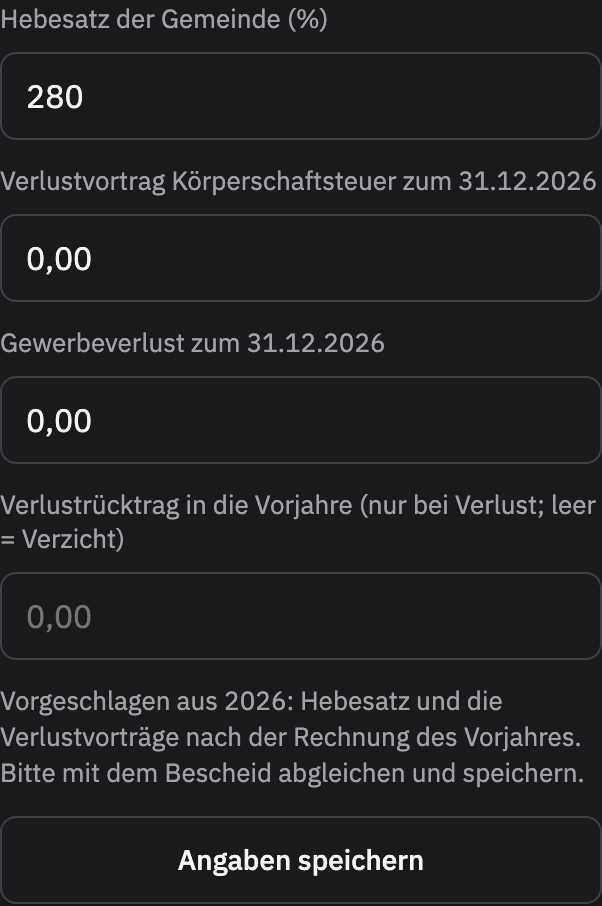 Hebesatz der Gemeinde (%)
280
Verlustvortrag Körperschaftsteuer zum 31.12.2026
0,00
Gewerbeverlust zum 31.12.2026
0,00
Verlustrücktrag in die Vorjahre (nur bei Verlust; leer
= Verzicht)
0,00
Vorgeschlagen aus 2026: Hebesatz und die
Verlustvorträge nach der Rechnung des Vorjahres.
Bitte mit dem Bescheid abgleichen und speichern.
Angaben speichern